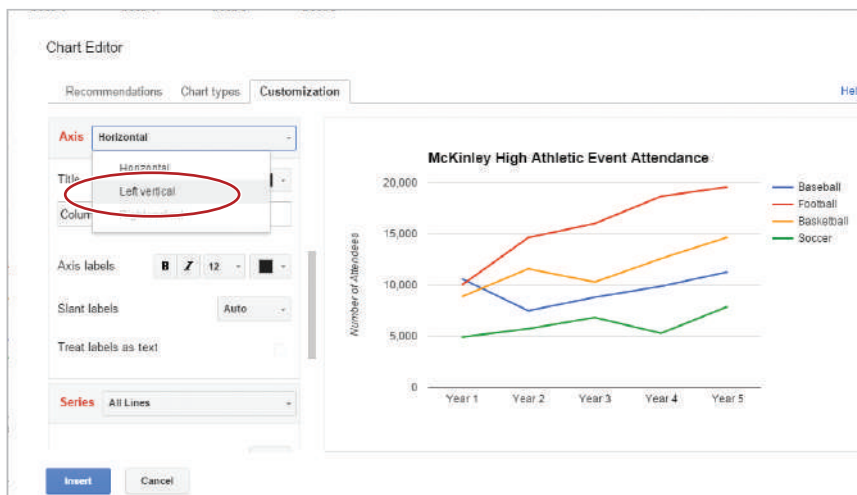 Chart Editor
Recommendations Chart types Customization
Hel
Axis Horizontal
Horizontal
Title
Left vertical
Colum
Axis labels B I 12
Slant labels Auto
Treat labels as text
Series All Lines
Insert Cancel
McKinley High Athletic Event Attendance
Number of Attendees
20,000
15,000
10,000
5,000
0
Year 1 Year 2 Year 3 Year 4 Year 5
Baseball
Football
Basketball
Soccer